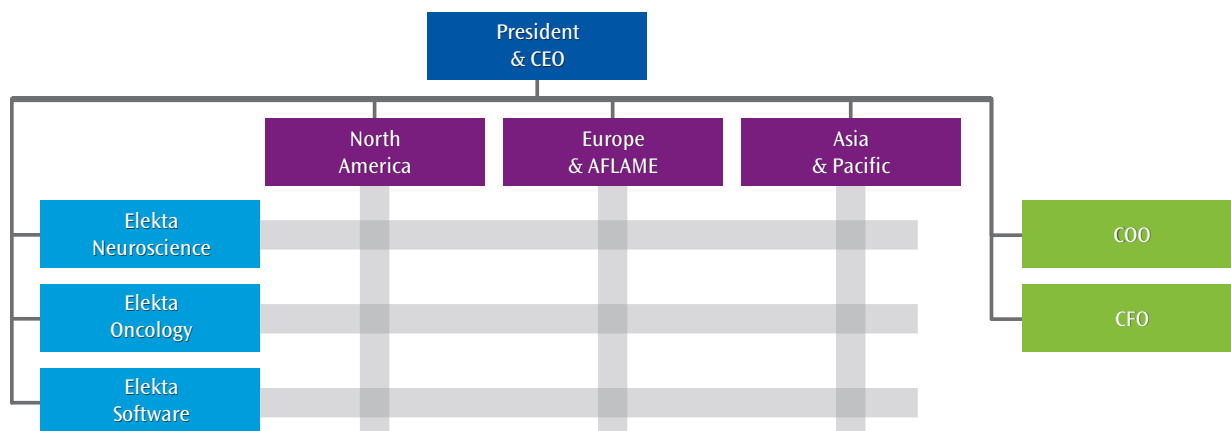 President
& CEO
North
America
Europe
& AFLAME
Asia
& Pacific
Elekta
Neuroscience
COO
Elekta
Oncology
CFO
Elekta
Software